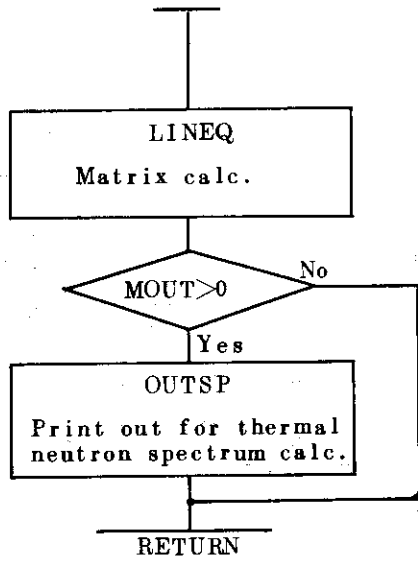 LINEQ
Matrix calc.
MOUT>0
No
Yes
OUTSP
Print out for thermal
neutron spectrum calc.
RETURN